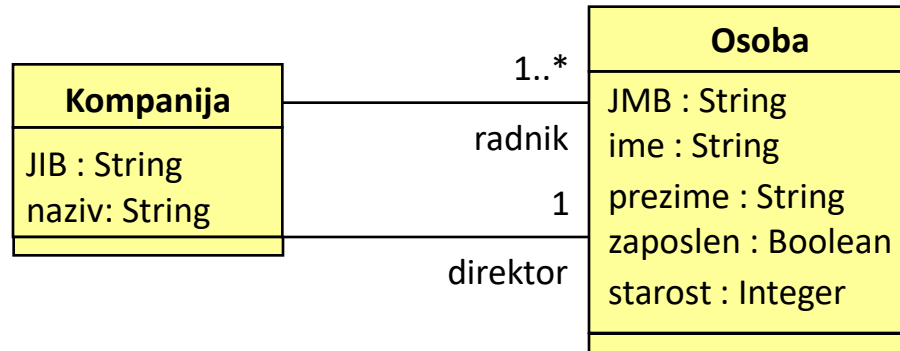 Kompanija
JIB : String
naziv: String
1..*
radnik
1
direktor
Osoba
JMB : String
ime : String
prezime : String
zaposlen : Boolean
starost : Integer